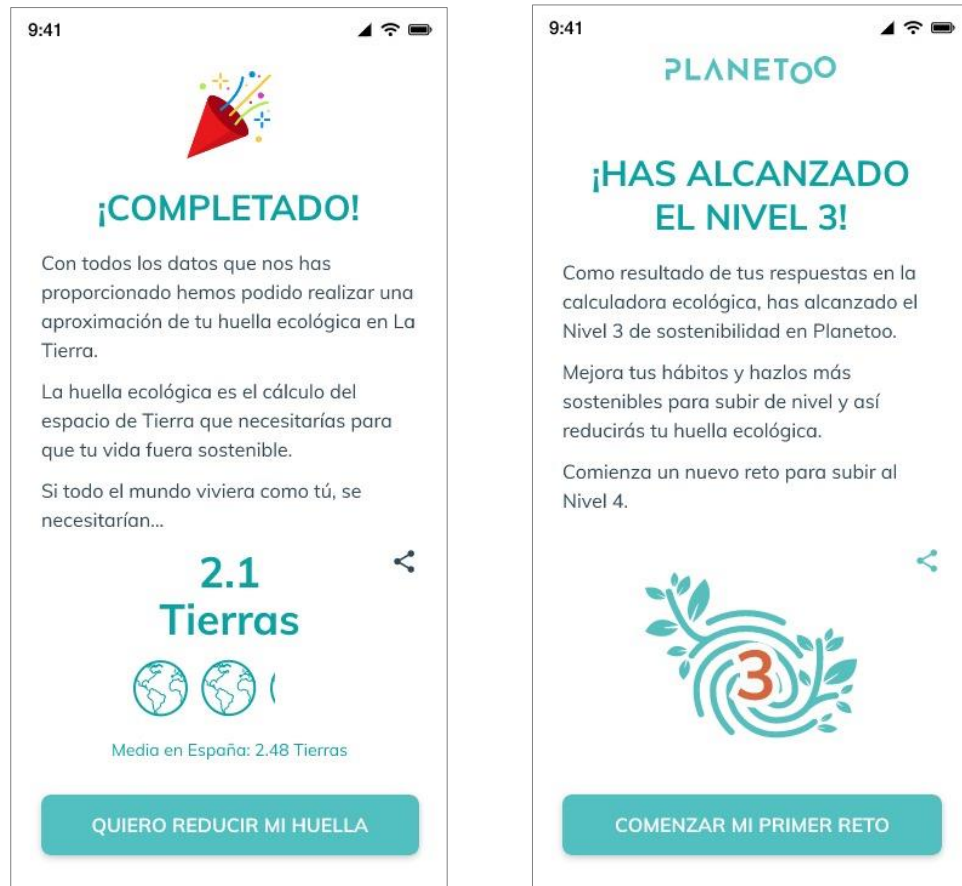 9:41
¡COMPLETADO!
Con todos los datos que nos has
proporcionado hemos podido realizar una
aproximación de tu huella ecológica en La
Tierra.
La huella ecológica es el cálculo del
espacio de Tierra que necesitarías para
que tu vida fuera sostenible.
Si todo el mundo viviera como tú, se
necesitarían...
2.1
Tierras
Media en España: 2.48 Tierras
QUIERO REDUCIR MI HUELLA
9:41
PLANETOO
¡HAS ALCANZADO
EL NIVEL 3!
Como resultado de tus respuestas en la
calculadora ecológica, has alcanzado el
Nivel 3 de sostenibilidad en Planetoo.
Mejora tus hábitos y hazlos más
sostenibles para subir de nivel y así
reducirás tu huella ecológica.
Comienza un nuevo reto para subir al
Nivel 4.
3
COMENZAR MI PRIMER RETO